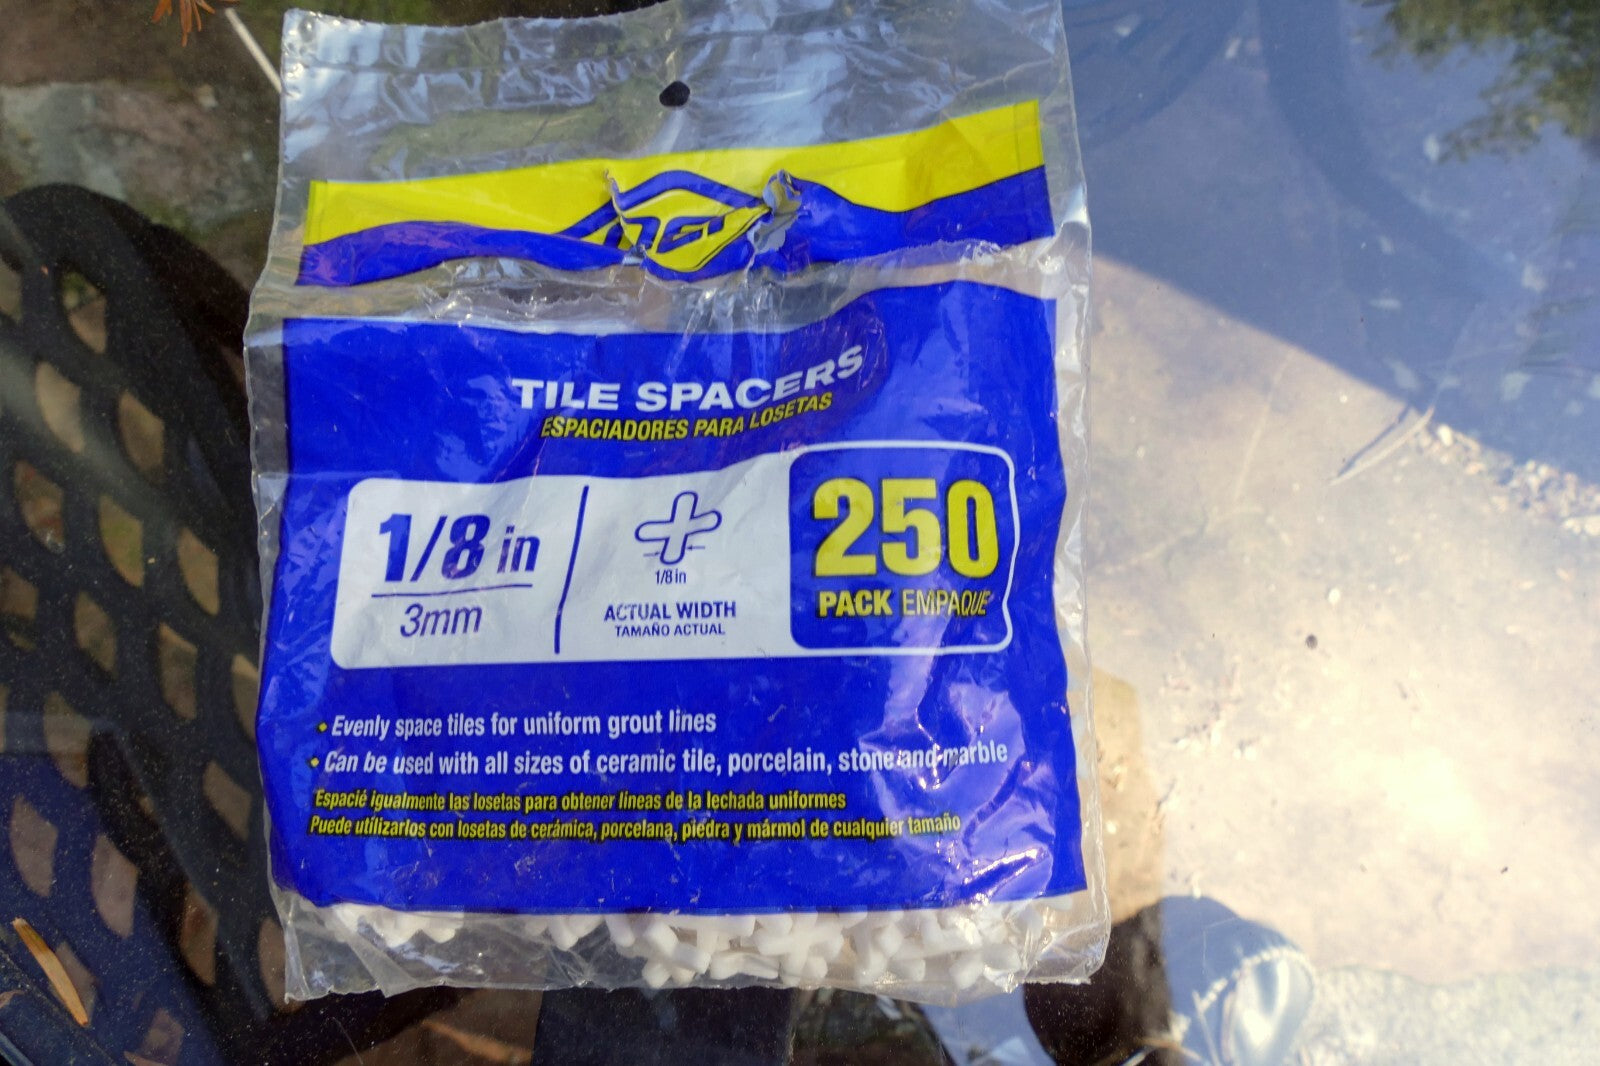 TILE SPACERS
ESPACIADORES PARA LOSETAS
1/8 in
3mm
1/8 in
ACTUAL WIDTH
TAMAÑO ACTUAL
250
PACK EMPAQUE
• Evenly space tiles for uniform grout lines
• Can be used with all sizes of ceramic tile, porcelain, stone and marble
Espacié igualmente las losetas para obtener líneas de la lechada uniformes
Puede utilizarlos con losetas de cerámica, porcelana, piedra y mármol de cualquier tamaño